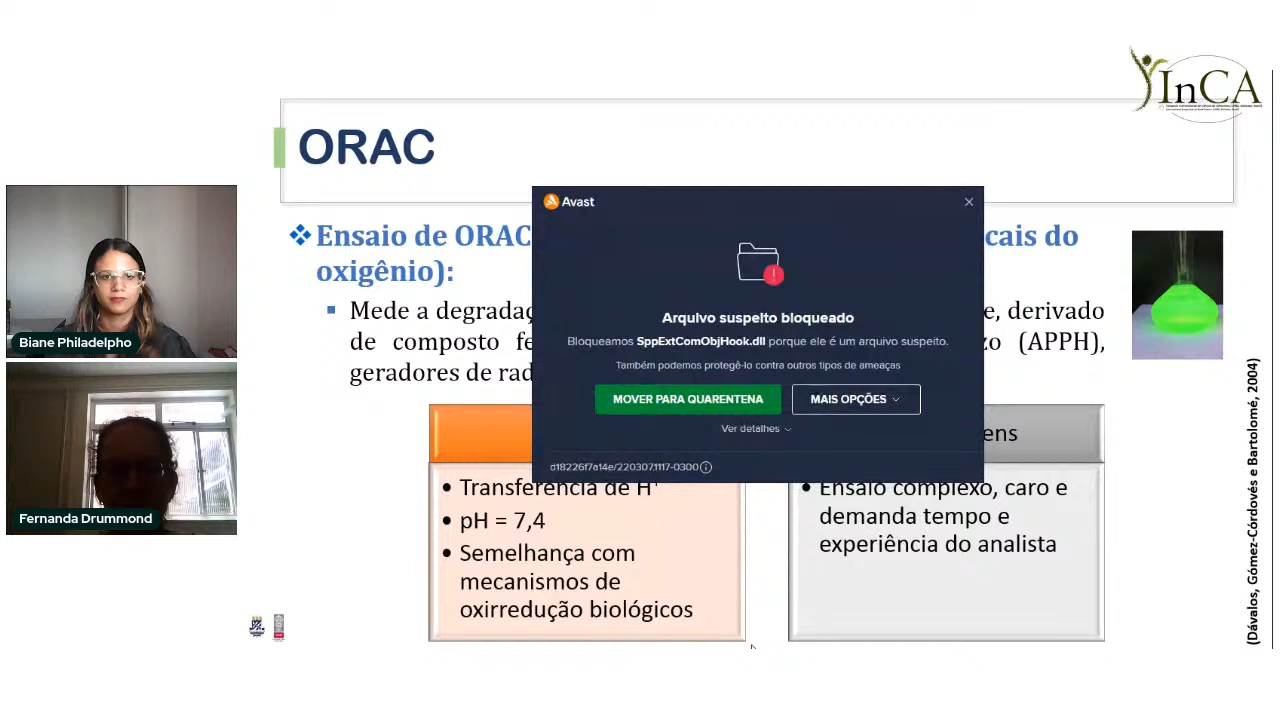 InCA
ORAC
Ensaio de ORAC
cais do
oxigênio):
Mede a degradaç
e, derivado
de composto fe
zo (APPH),
geradores de rad
Avast
Arquivo suspeito bloqueado
Bloqueamos SppExtComObjHook.dll porque ele é um arquivo suspeito.
Também podemos protegê-lo contra outros tipos de ameaças
MOVER PARA QUARENTENA
MAIS OPÇÕES
Ver detalhes
d18226f7a14e/220307.1117-0300
ens
• Transferência de H⁺
• pH = 7,4
• Semelhança com
mecanismos de
oxirredução biológicos
• Ensaio complexo, caro e
demanda tempo e
experiência do analista
(Dávalos, Gómez-Córdovés e Bartolomé, 2004)
Biane Philadelpho
Fernanda Drummond